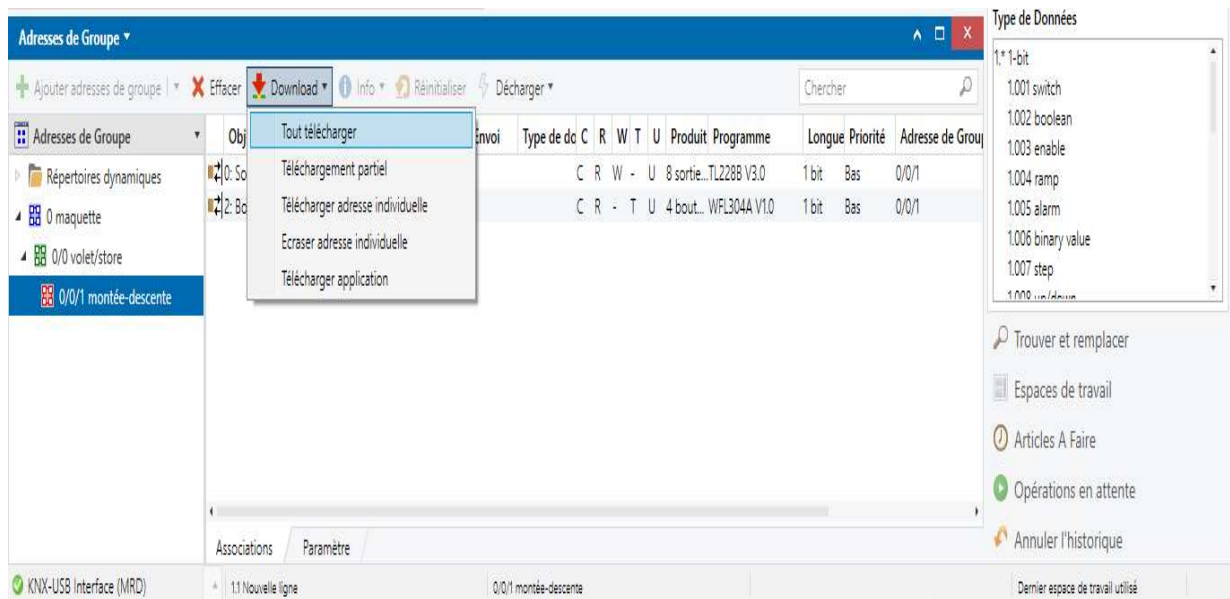 Adresses de Groupe
Type de Données
Ajouter adresses de groupe
Effacer
Download
Info
Réinitialiser
Décharger
Chercher
1.* 1-bit
1.001 switch
1.002 boolean
1.003 enable
1.004 ramp
1.005 alarm
1.006 binary value
1.007 step
1.008 up/down
Adresses de Groupe
Répertoires dynamiques
0 maquette
0/0 volet/store
0/0/1 montée-descente
Tout télécharger
Téléchargement partiel
Télécharger adresse individuelle
Ecraser adresse individuelle
Télécharger application
Obj Envoi Type de do C R W T U Produit Programme Longue Priorité Adresse de Group
0: So C R W - U 8 sortie... TL228B V3.0 1 bit Bas 0/0/1
2: Bo C R - T U 4 bout... WFL304A V1.0 1 bit Bas 0/0/1
Trouver et remplacer
Espaces de travail
Articles A Faire
Opérations en attente
Annuler l'historique
Associations
Paramètre
KNX-USB Interface (MRD)
1.1 Nouvelle ligne
0/0/1 montée-descente
Dernier espace de travail utilisé